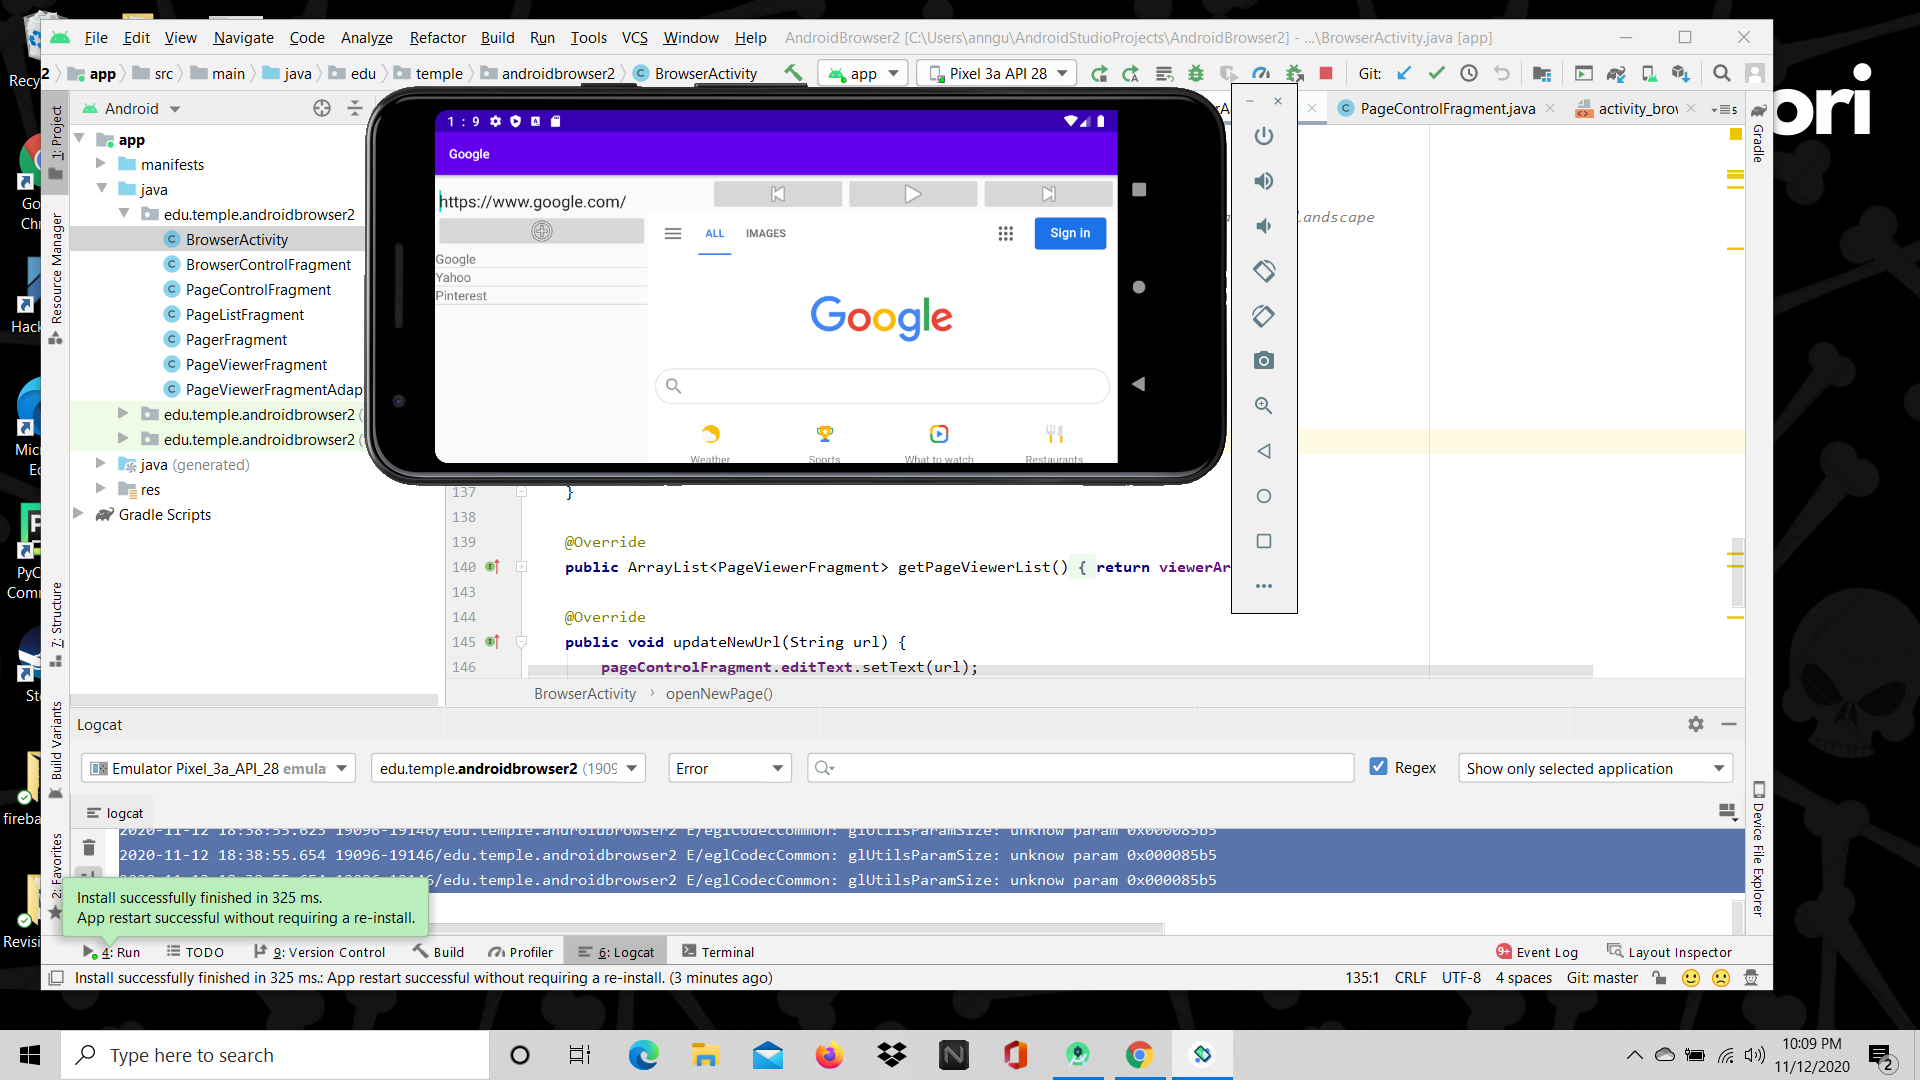 File Edit View Navigate Code Analyze Refactor Build Run Tools VCS Window Help AndroidBrowser2 [C:\Users\anngu\AndroidStudioProjects\AndroidBrowser2] - ...\BrowserActivity.java [app]
2 app src main java edu temple androidbrowser2 BrowserActivity app Pixel 3a API 28 Git:
Android
PageControlFragment.java activity_brow 5
app
manifests
java
edu.temple.androidbrowser2
BrowserActivity
BrowserControlFragment
PageControlFragment
PageListFragment
PagerFragment
PageViewerFragment
PageViewerFragmentAdap
edu.temple.androidbrowser2 (
edu.temple.androidbrowser2 (
java (generated)
res
Gradle Scripts
1: Project
Resource Manager
7: Structure
Build Variants
2: Favorites
Gradle
Device File Explorer
1 : 9
Google
https://www.google.com/
Google
Yahoo
Pinterest
ALL IMAGES Sign in
Google
Weather Sports What to watch Restaurants
landscape
137 }
138
139 @Override
140 public ArrayList<PageViewerFragment> getPageViewerList() { return viewerAr
143
144 @Override
145 public void updateNewUrl(String url) {
146 pageControlFragment.editText.setText(url);
BrowserActivity › openNewPage()
Logcat
Emulator Pixel_3a_API_28 emula edu.temple.androidbrowser2 (1909 Error Regex Show only selected application
logcat
2020-11-12 18:38:55.625 19096-19146/edu.temple.androidbrowser2 E/eglCodecCommon: glUtilsParamSize: unknow param 0x000085b5
2020-11-12 18:38:55.654 19096-19146/edu.temple.androidbrowser2 E/eglCodecCommon: glUtilsParamSize: unknow param 0x000085b5
6/edu.temple.androidbrowser2 E/eglCodecCommon: glUtilsParamSize: unknow param 0x000085b5
Install successfully finished in 325 ms.
App restart successful without requiring a re-install.
4: Run TODO 9: Version Control Build Profiler 6: Logcat Terminal 9+ Event Log Layout Inspector
Install successfully finished in 325 ms.: App restart successful without requiring a re-install. (3 minutes ago) 135:1 CRLF UTF-8 4 spaces Git: master
Recy
Go
Chr
Hack
Mic
Ec
PyC
Com
St
fireba
Revis
ori
Type here to search
10:09 PM
11/12/2020
2